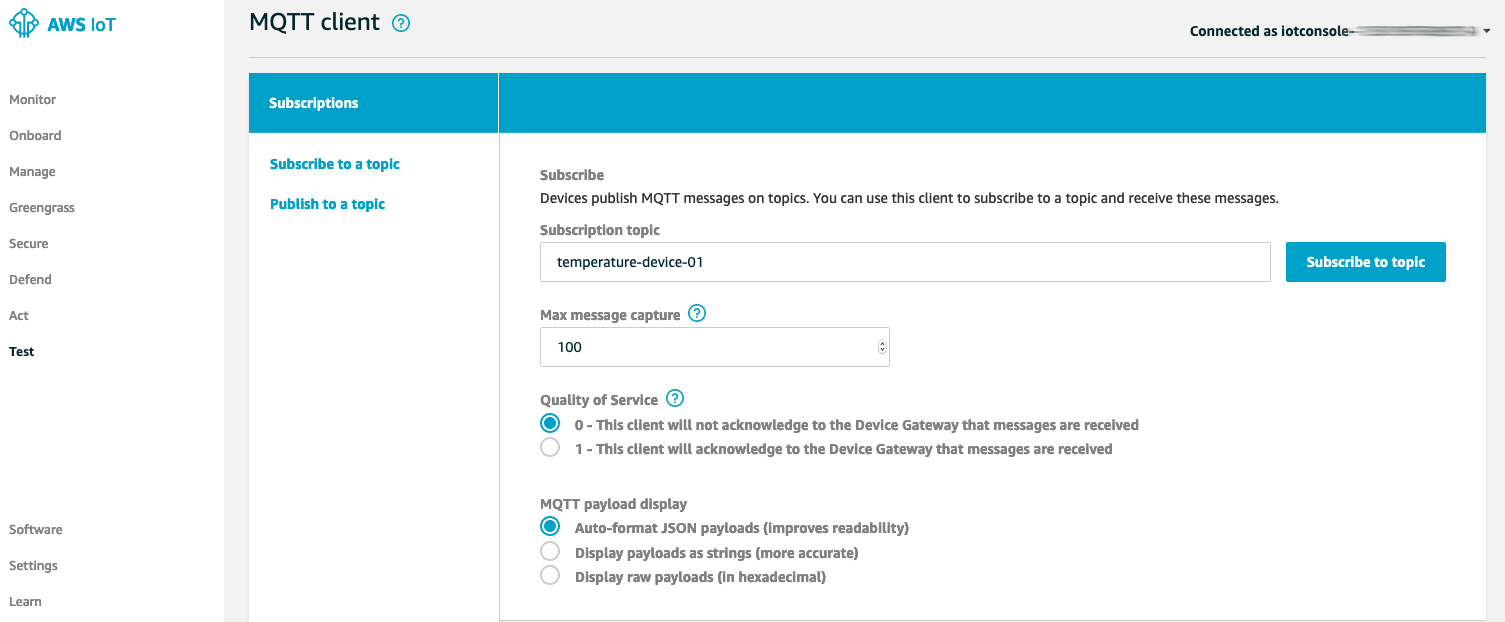 AWS IoT
MQTT client ?
Connected as iotconsole-
Monitor
Onboard
Manage
Greengrass
Secure
Defend
Act
Test
Software
Settings
Learn
Subscriptions
Subscribe to a topic
Publish to a topic
Subscribe
Devices publish MQTT messages on topics. You can use this client to subscribe to a topic and receive these messages.
Subscription topic
temperature-device-01
Subscribe to topic
Max message capture ?
100
Quality of Service ?
0 - This client will not acknowledge to the Device Gateway that messages are received
1 - This client will acknowledge to the Device Gateway that messages are received
MQTT payload display
Auto-format JSON payloads (improves readability)
Display payloads as strings (more accurate)
Display raw payloads (in hexadecimal)